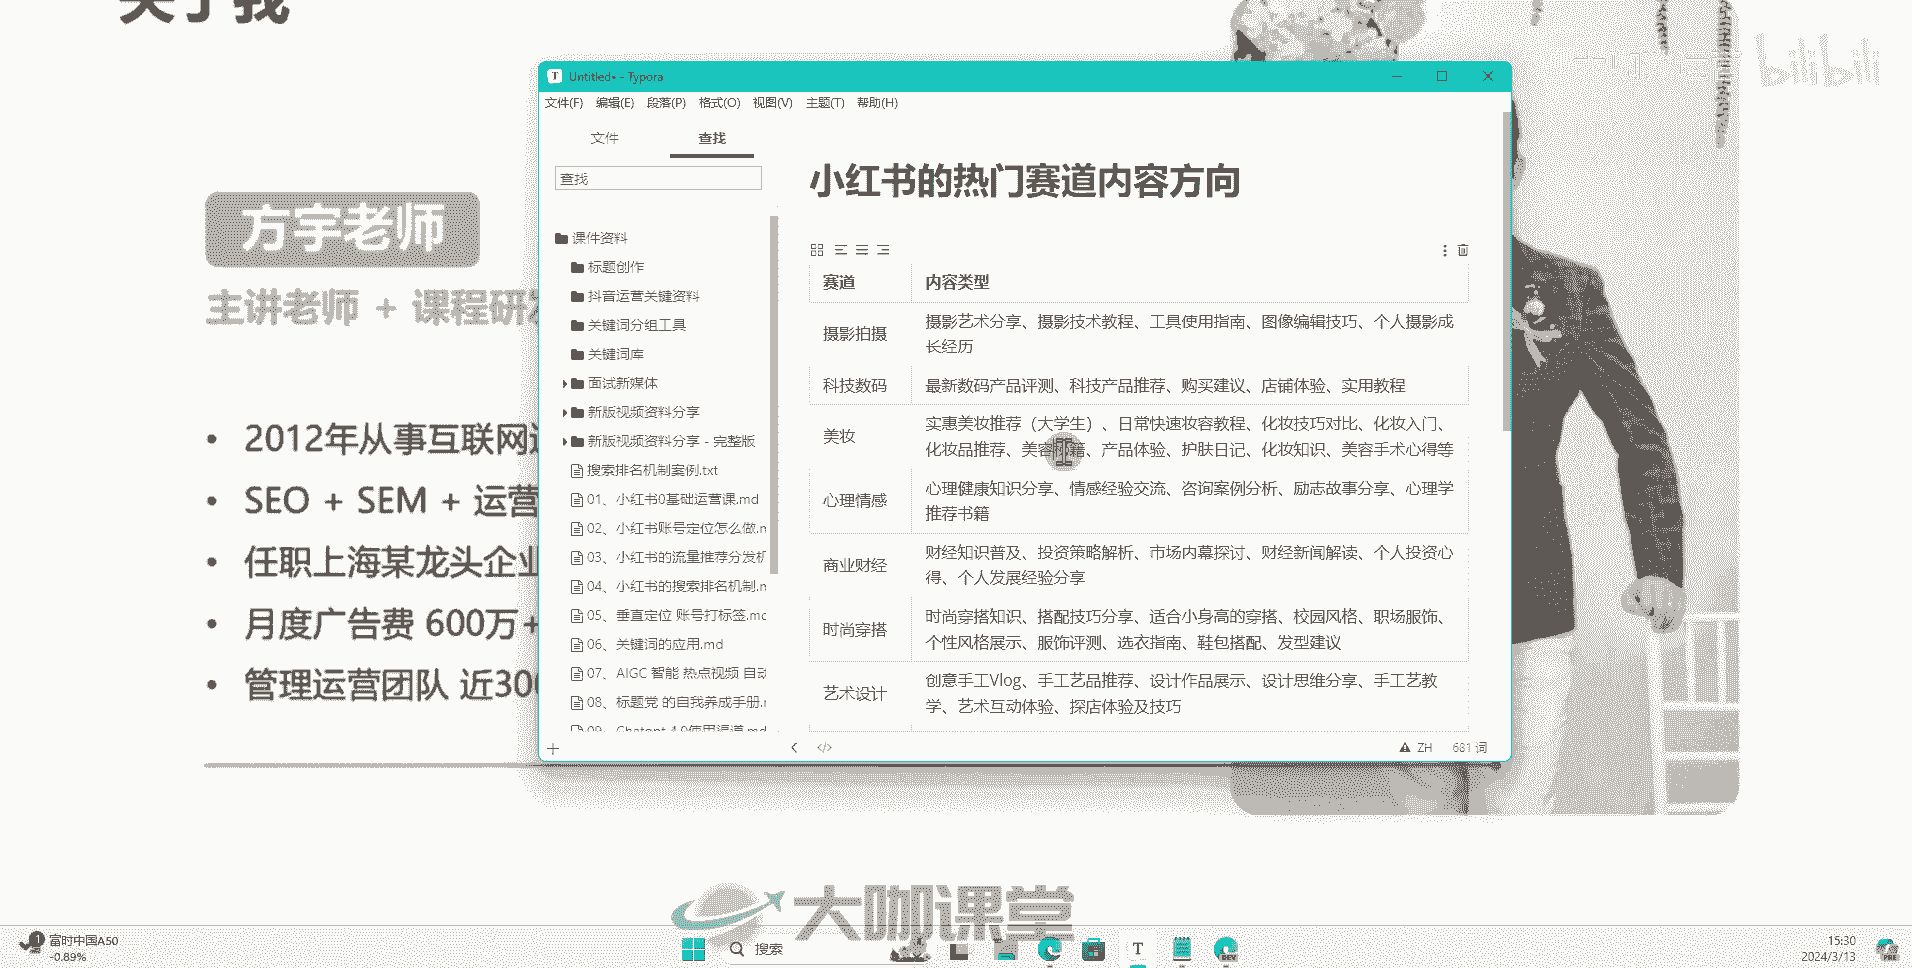 关于我
bilibili
方宇老师
主讲老师 + 课程研发
2012年从事互联网
SEO + SEM + 运营
任职上海某龙头企业
月度广告费 600万+
管理运营团队 近300
Untitled• - Typora
文件(F) 编辑(E) 段落(P) 格式(O) 视图(V) 主题(T) 帮助(H)
文件 查找
查找
课件资料
标题创作
抖音运营关键资料
关键词分组工具
关键词库
面试新媒体
新版视频资料分享
新版视频资料分享 - 完整版
搜索排名机制案例.txt
01、小红书0基础运营课.md
02、小红书账号定位怎么做.m
03、小红书的流量推荐分发机
04、小红书的搜索排名机制.m
05、垂直定位 账号打标签.mc
06、关键词的应用.md
07、AIGC 智能 热点视频 自动
08、标题党 的自我养成手册.r
09、Chatgpt 4.0使用渠道.md
小红书的热门赛道内容方向
赛道 内容类型
摄影拍摄 摄影艺术分享、摄影技术教程、工具使用指南、图像编辑技巧、个人摄影成
长经历
科技数码 最新数码产品评测、科技产品推荐、购买建议、店铺体验、实用教程
美妆 实惠美妆推荐（大学生）、日常快速妆容教程、化妆技巧对比、化妆入门、
化妆品推荐、美容秘籍、产品体验、护肤日记、化妆知识、美容手术心得等
心理情感 心理健康知识分享、情感经验交流、咨询案例分析、励志故事分享、心理学
推荐书籍
商业财经 财经知识普及、投资策略解析、市场内幕探讨、财经新闻解读、个人投资心
得、个人发展经验分享
时尚穿搭 时尚穿搭知识、搭配技巧分享、适合小身高的穿搭、校园风格、职场服饰、
个性风格展示、服饰评测、选衣指南、鞋包搭配、发型建议
艺术设计 创意手工Vlog、手工艺品推荐、设计作品展示、设计思维分享、手工艺教
学、艺术互动体验、探店体验及技巧
ZH 681 词
大咖课堂
1
富时中国A50
-0.89%
搜索
T
DEV
15:30
2024/3/13
PRE